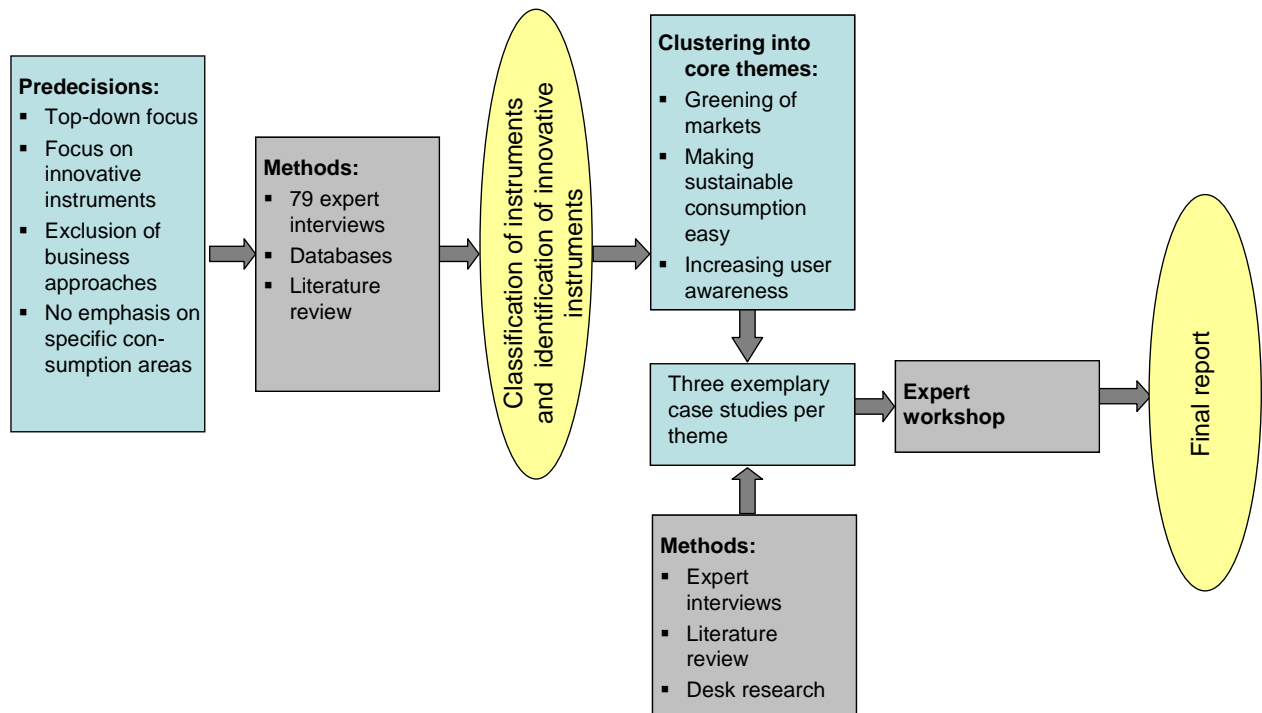 Predecisions:
▪ Top-down focus
▪ Focus on
innovative
instruments
▪ Exclusion of
business
approaches
▪ No emphasis on
specific con-
sumption areas
Methods:
▪ 79 expert
interviews
▪ Databases
▪ Literature
review
Classification of instruments
and identification of innovative
instruments
Clustering into
core themes:
▪ Greening of
markets
▪ Making
sustainable
consumption
easy
▪ Increasing user
awareness
Three exemplary
case studies per
theme
Methods:
▪ Expert
interviews
▪ Literature
review
▪ Desk research
Expert
workshop
Final report